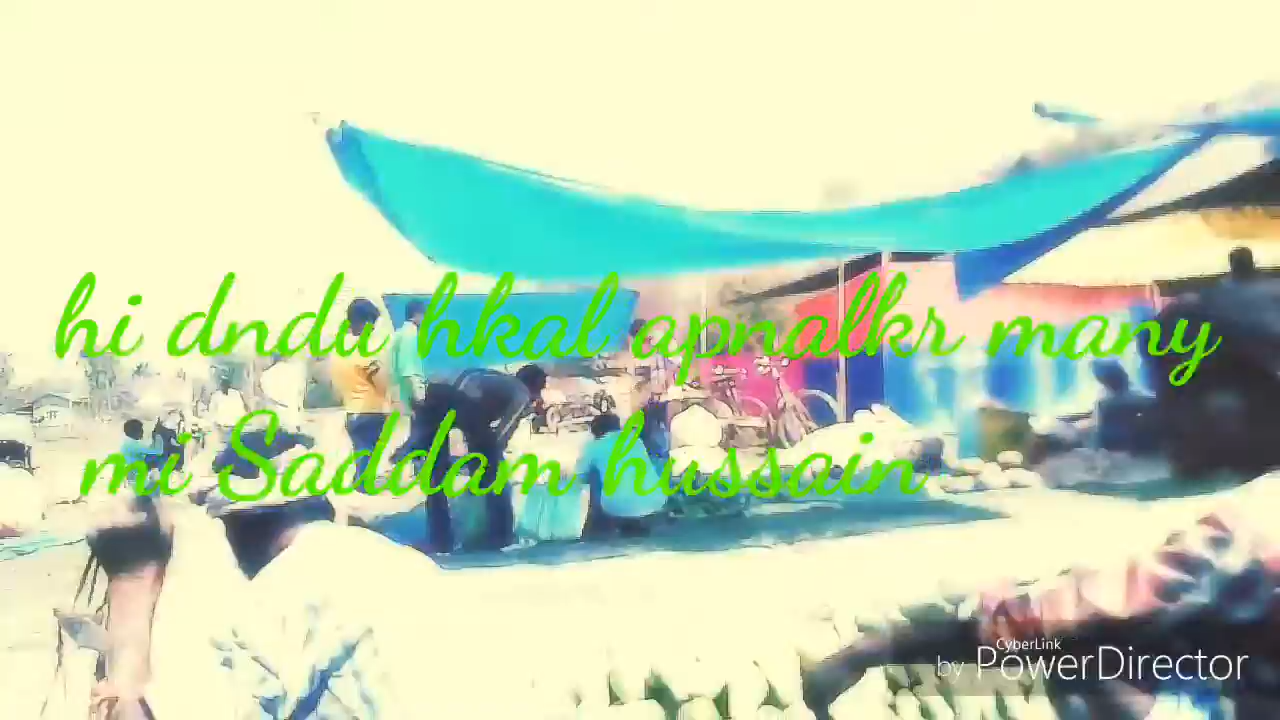 hi dndu hkal apnalkr many
mi Saddam hussain
CyberLink
by PowerDirector